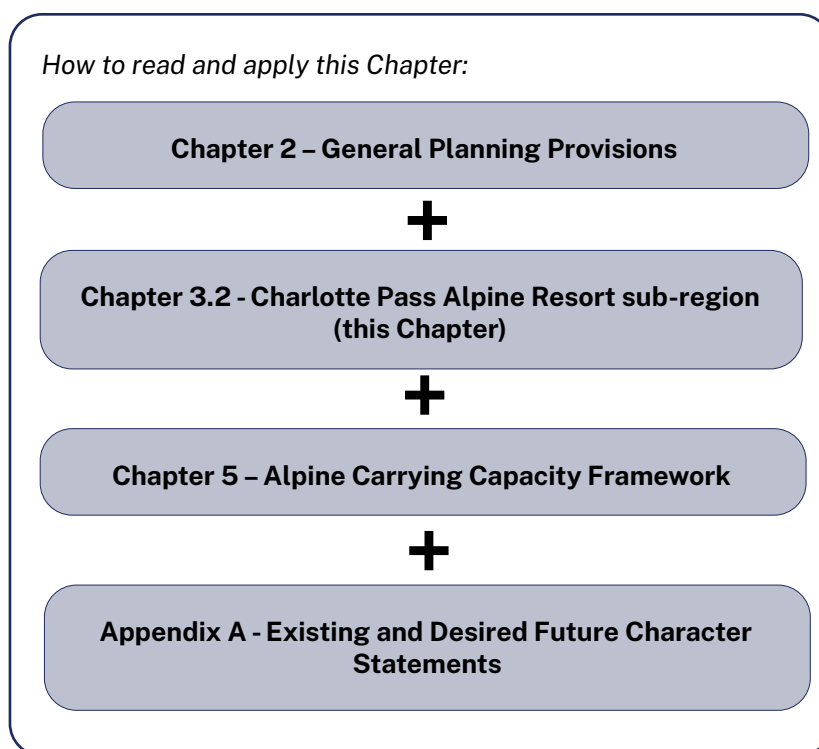 How to read and apply this Chapter:
Chapter 2 – General Planning Provisions
+
Chapter 3.2 - Charlotte Pass Alpine Resort sub-region
(this Chapter)
+
Chapter 5 – Alpine Carrying Capacity Framework
+
Appendix A - Existing and Desired Future Character
Statements